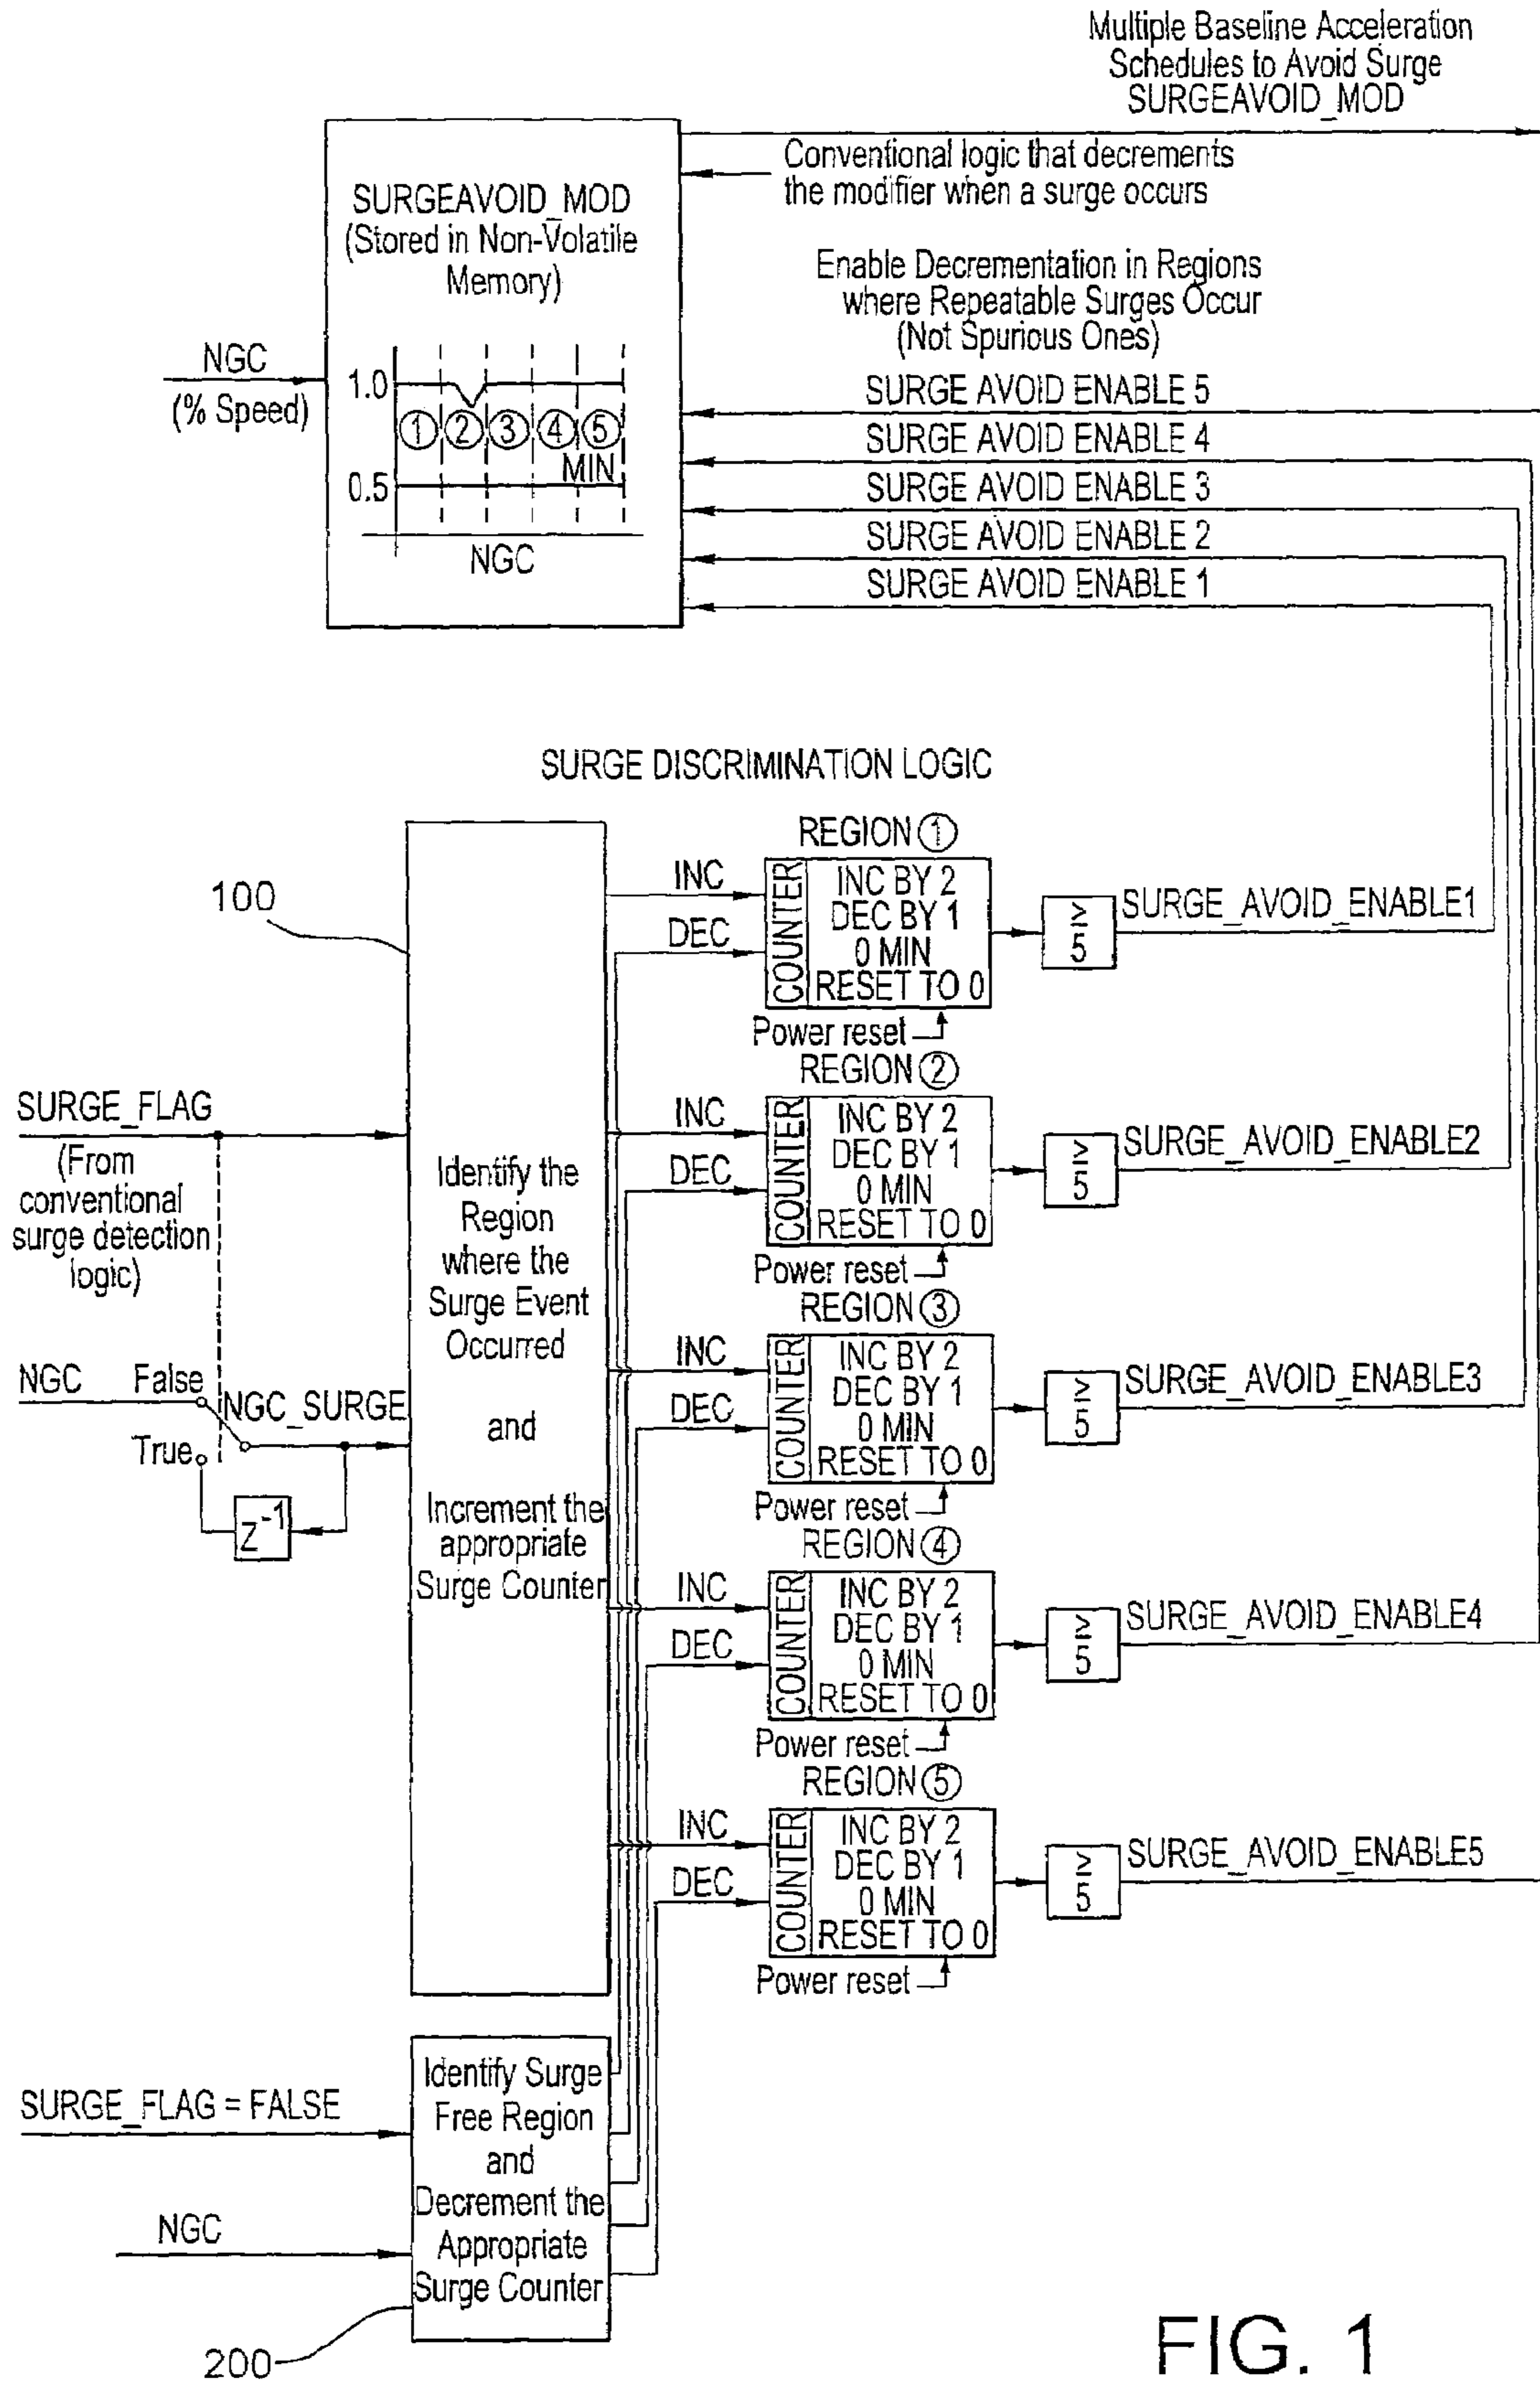 Multiple Baseline Acceleration
Schedules to Avoid Surge
SURGEAVOID_MOD
Conventional logic that decrements
the modifier when a surge occurs
SURGEAVOID_MOD
(Stored in Non-Volatile
Memory)
Enable Decrementation in Regions
where Repeatable Surges Occur
(Not Spurious Ones)
NGC
(% Speed)
1.0
① ② ③ ④ ⑤
MIN
0.5
NGC
SURGE AVOID ENABLE 5
SURGE AVOID ENABLE 4
SURGE AVOID ENABLE 3
SURGE AVOID ENABLE 2
SURGE AVOID ENABLE 1
SURGE DISCRIMINATION LOGIC
100
SURGE_FLAG
(From
conventional
surge detection
logic)
NGC
False
NGC_SURGE
True
Z⁻¹
Identify the
Region
where the
Surge Event
Occurred
and
Increment the
appropriate
Surge Counter
REGION ①
INC
DEC
COUNTER
INC BY 2
DEC BY 1
0 MIN
RESET TO 0
Power reset
≥
5
SURGE_AVOID_ENABLE1
REGION ②
INC
DEC
COUNTER
INC BY 2
DEC BY 1
0 MIN
RESET TO 0
Power reset
≥
5
SURGE_AVOID_ENABLE2
REGION ③
INC
DEC
COUNTER
INC BY 2
DEC BY 1
0 MIN
RESET TO 0
Power reset
≥
5
SURGE_AVOID_ENABLE3
REGION ④
INC
DEC
COUNTER
INC BY 2
DEC BY 1
0 MIN
RESET TO 0
Power reset
≥
5
SURGE_AVOID_ENABLE4
REGION ⑤
INC
DEC
COUNTER
INC BY 2
DEC BY 1
0 MIN
RESET TO 0
Power reset
≥
5
SURGE_AVOID_ENABLE5
SURGE_FLAG = FALSE
NGC
Identify Surge
Free Region
and
Decrement the
Appropriate
Surge Counter
200
FIG. 1